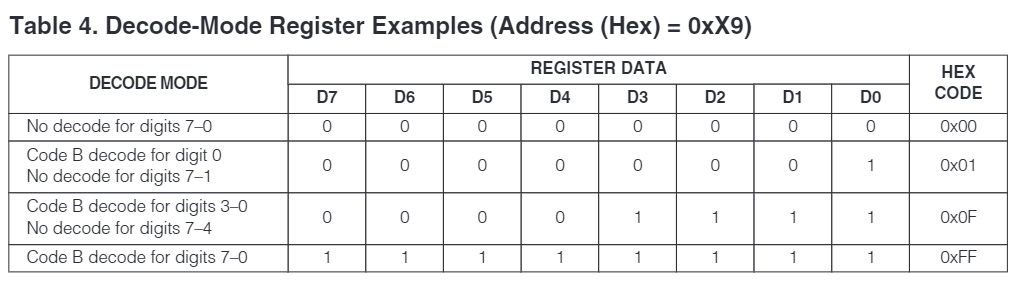 Table 4. Decode-Mode Register Examples (Address (Hex) = 0xX9)
DECODE MODE
REGISTER DATA
HEX
CODE
D7 D6 D5 D4 D3 D2 D1 D0
No decode for digits 7–0 0 0 0 0 0 0 0 0 0x00
Code B decode for digit 0
No decode for digits 7–1
0 0 0 0 0 0 0 1 0x01
Code B decode for digits 3–0
No decode for digits 7–4
0 0 0 0 1 1 1 1 0x0F
Code B decode for digits 7–0 1 1 1 1 1 1 1 1 0xFF